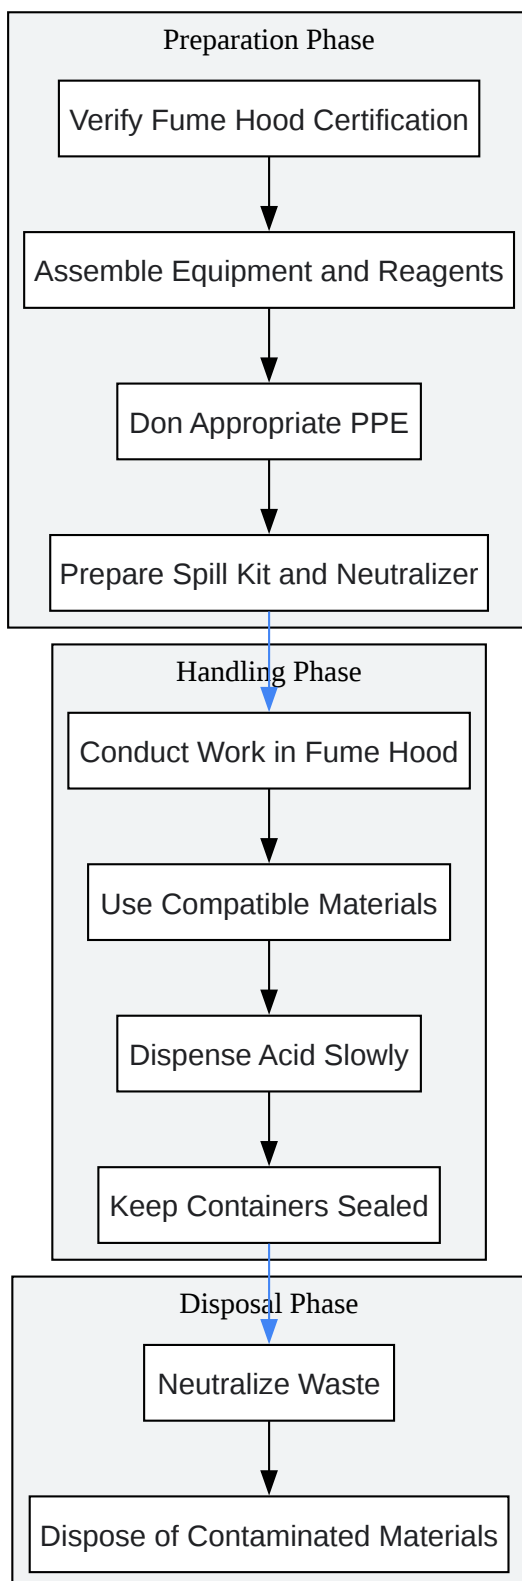 Preparation Phase
Verify Fume Hood Certification
Assemble Equipment and Reagents
Don Appropriate PPE
Prepare Spill Kit and Neutralizer
Handling Phase
Conduct Work in Fume Hood
Use Compatible Materials
Dispense Acid Slowly
Keep Containers Sealed
Disposal Phase
Neutralize Waste
Dispose of Contaminated Materials